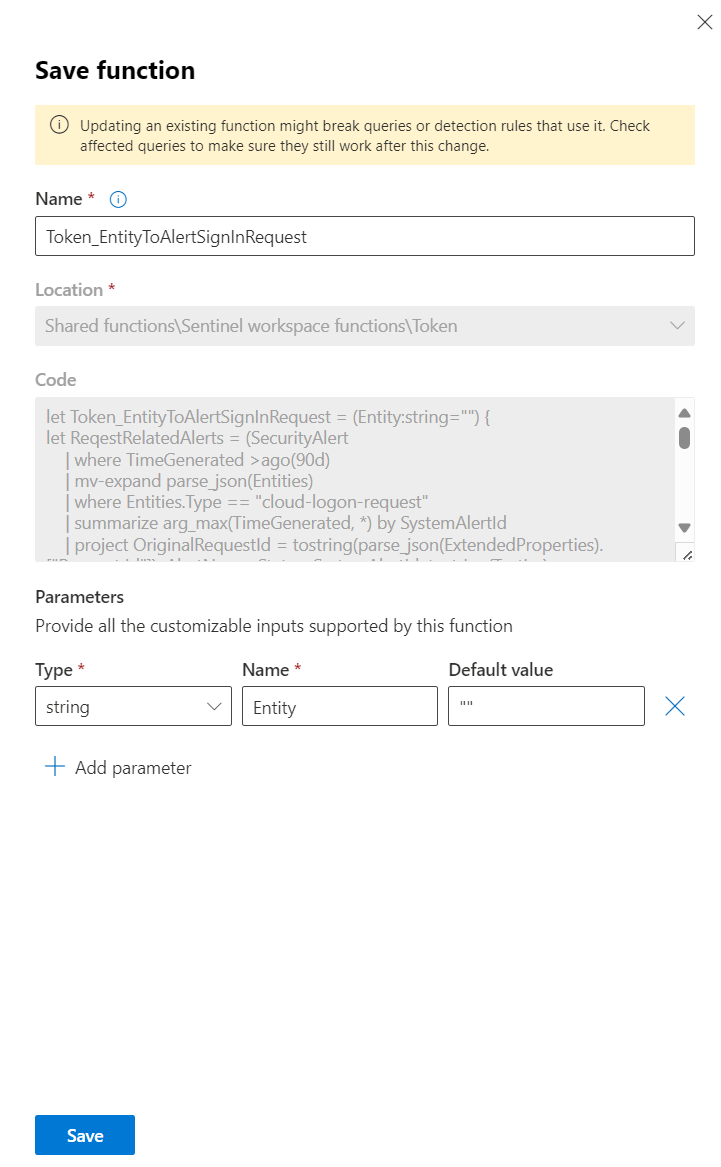 Save function
Updating an existing function might break queries or detection rules that use it. Check
affected queries to make sure they still work after this change.
Name *
Token_EntityToAlertSignInRequest
Location *
Shared functions\Sentinel workspace functions\Token
Code
let Token_EntityToAlertSignInRequest = (Entity:string="") {
let ReqestRelatedAlerts = (SecurityAlert
| where TimeGenerated >ago(90d)
| mv-expand parse_json(Entities)
| where Entities.Type == "cloud-logon-request"
| summarize arg_max(TimeGenerated, *) by SystemAlertId
| project OriginalRequestId = tostring(parse_json(ExtendedProperties).
Parameters
Provide all the customizable inputs supported by this function
Type * Name * Default value
string Entity ""
Add parameter
Save